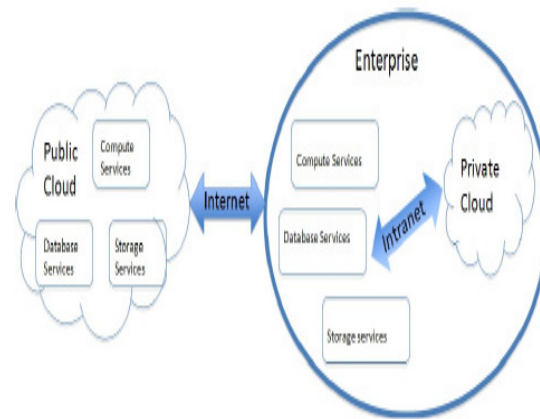 Enterprise
Public
Cloud
Compute
Services
Database
Services
Storage
Services
Internet
Compute Services
Database Services
Storage services
Intranet
Private
Cloud